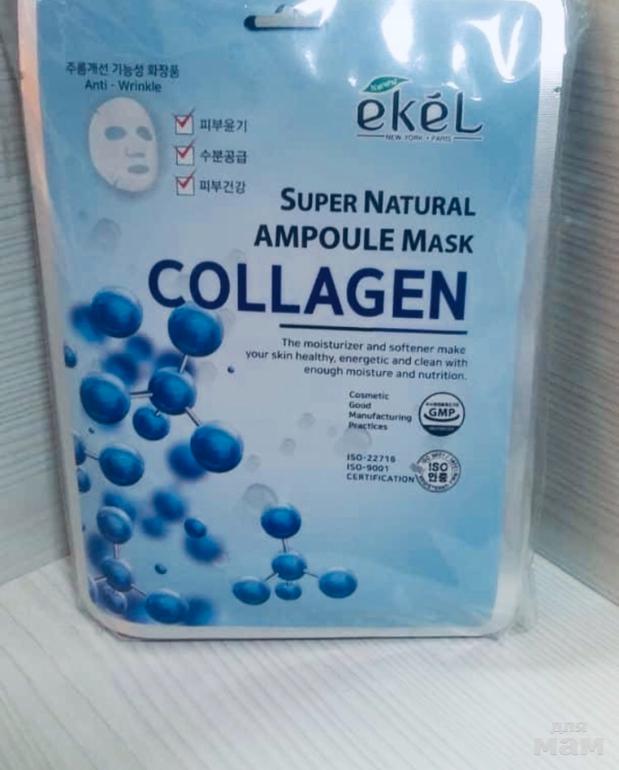 주름개선 기능성 화장품
Anti - Wrinkle
피부윤기
수분공급
피부건강
Natural
ekéL
NEW YORK • PARIS
SUPER NATURAL
AMPOULE MASK
COLLAGEN
The moisturizer and softener make
your skin healthy, energetic and clean with
enough moisture and nutrition.
Cosmetic
Good
Manufacturing
Practices
GMP
ISO-22716
ISO-9001
CERTIFICATION
ISO
인증
для
мам